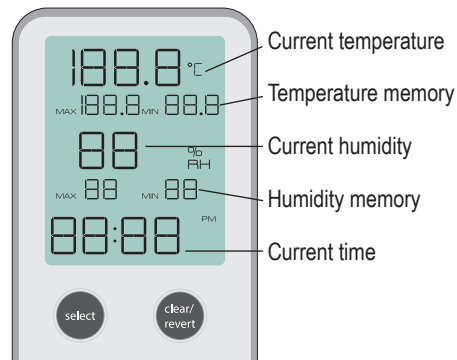 188.8 °C Current temperature
MAX 188.8 MIN 88.8 Temperature memory
88 % RH Current humidity
MAX 88 MIN 88 Humidity memory
PM
88:88 Current time
select
clear/
revert